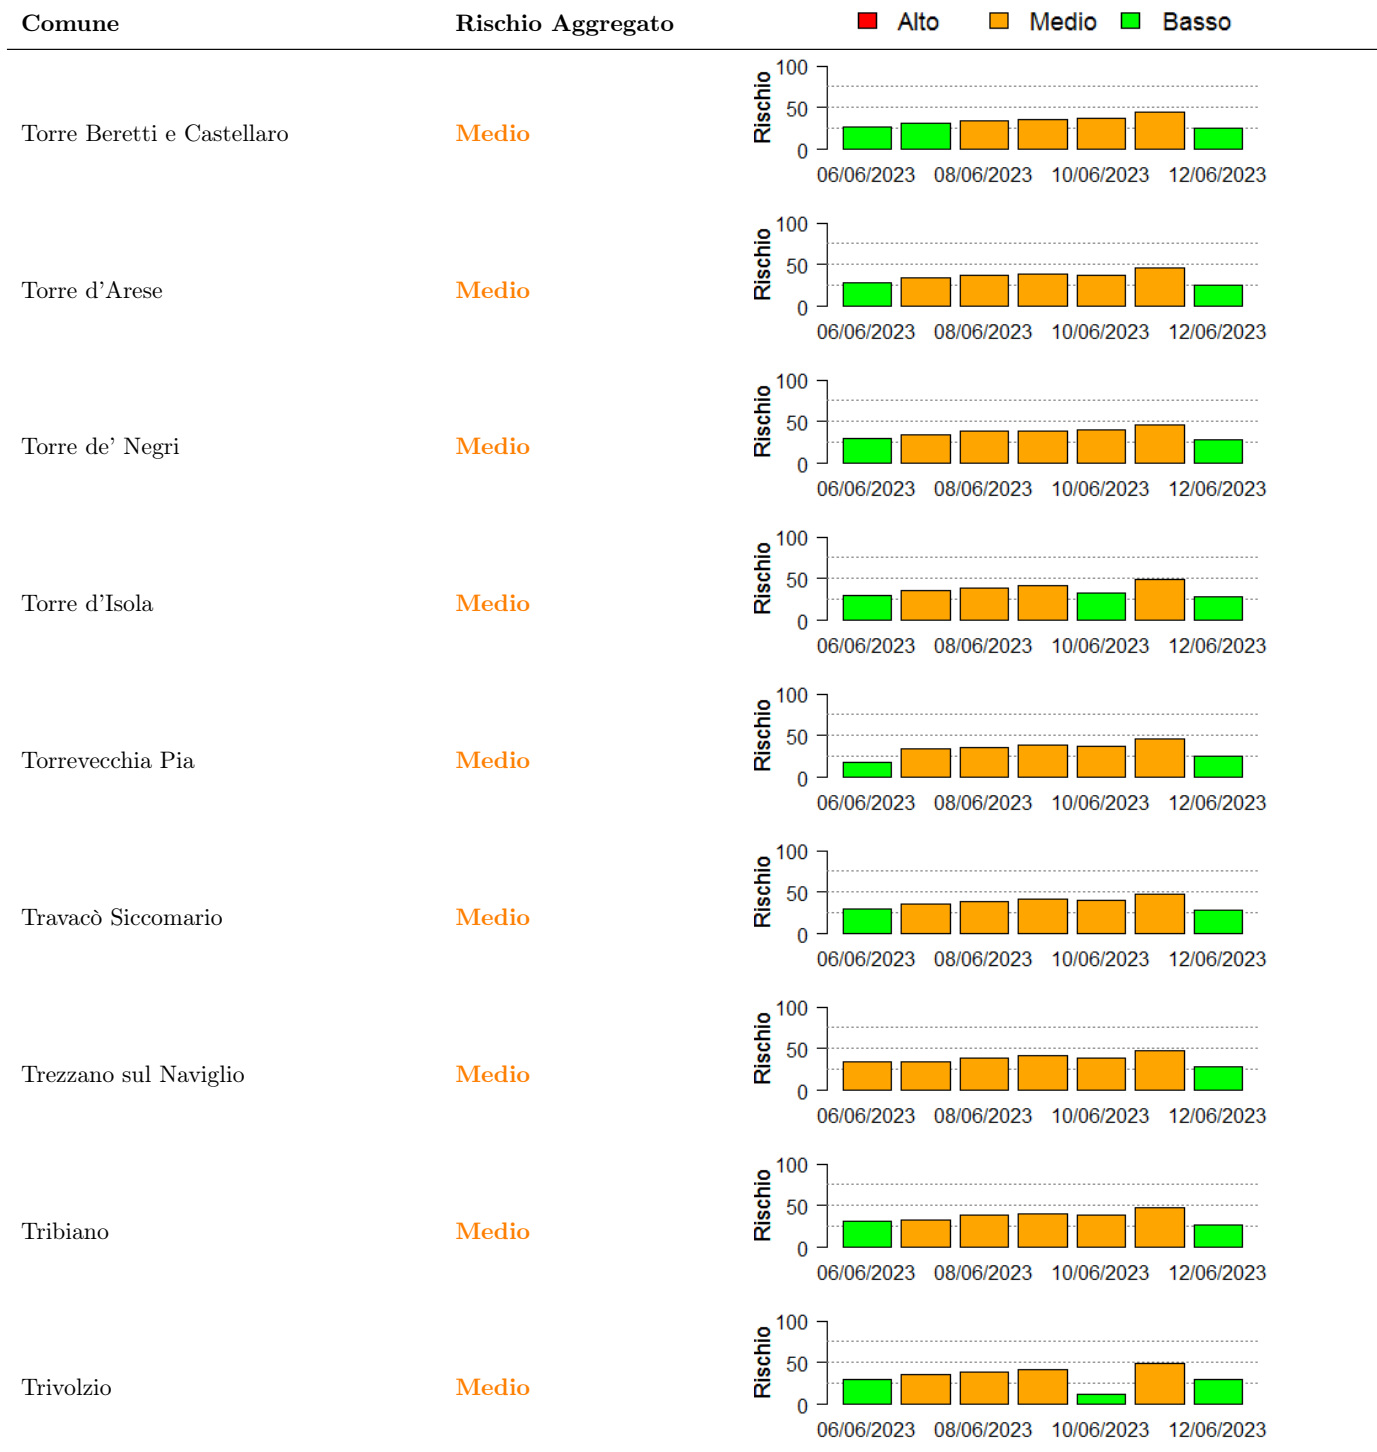 Comune Rischio Aggregato Alto Medio Basso
Torre Beretti e Castellaro Medio
Rischio
100
50
0
06/06/2023 08/06/2023 10/06/2023 12/06/2023
Torre d'Arese Medio
Rischio
100
50
0
06/06/2023 08/06/2023 10/06/2023 12/06/2023
Torre de' Negri Medio
Rischio
100
50
0
06/06/2023 08/06/2023 10/06/2023 12/06/2023
Torre d'Isola Medio
Rischio
100
50
0
06/06/2023 08/06/2023 10/06/2023 12/06/2023
Torrevecchia Pia Medio
Rischio
100
50
0
06/06/2023 08/06/2023 10/06/2023 12/06/2023
Travacò Siccomario Medio
Rischio
100
50
0
06/06/2023 08/06/2023 10/06/2023 12/06/2023
Trezzano sul Naviglio Medio
Rischio
100
50
0
06/06/2023 08/06/2023 10/06/2023 12/06/2023
Tribiano Medio
Rischio
100
50
0
06/06/2023 08/06/2023 10/06/2023 12/06/2023
Trivolzio Medio
Rischio
100
50
0
06/06/2023 08/06/2023 10/06/2023 12/06/2023